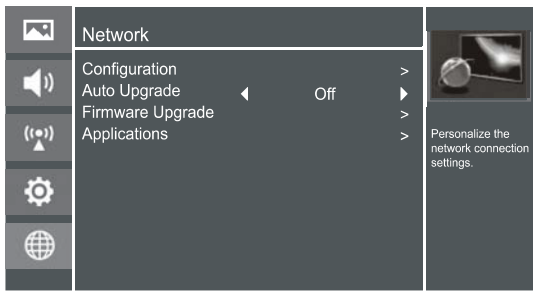 Network
Configuration >
Auto Upgrade Off
Firmware Upgrade >
Applications >
Personalize the
network connection
settings.